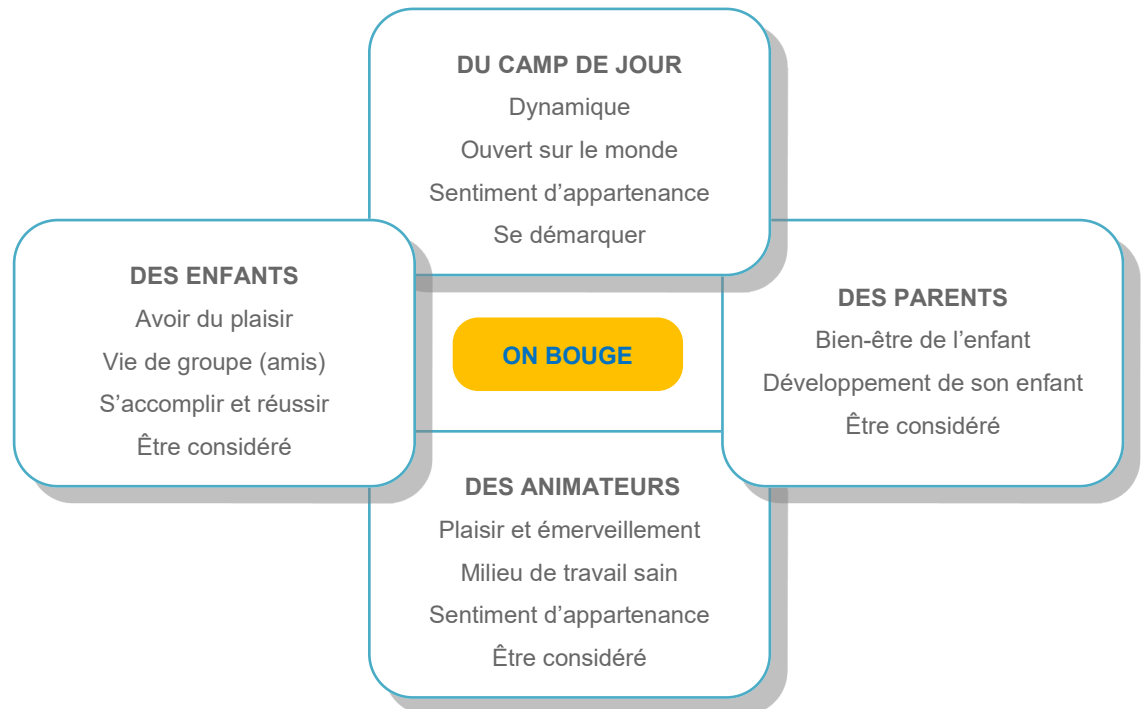 DU CAMP DE JOUR
Dynamique
Ouvert sur le monde
Sentiment d’appartenance
Se démarquer
DES ENFANTS
Avoir du plaisir
Vie de groupe (amis)
S’accomplir et réussir
Être considéré
ON BOUGE
DES PARENTS
Bien-être de l’enfant
Développement de son enfant
Être considéré
DES ANIMATEURS
Plaisir et émerveillement
Milieu de travail sain
Sentiment d’appartenance
Être considéré